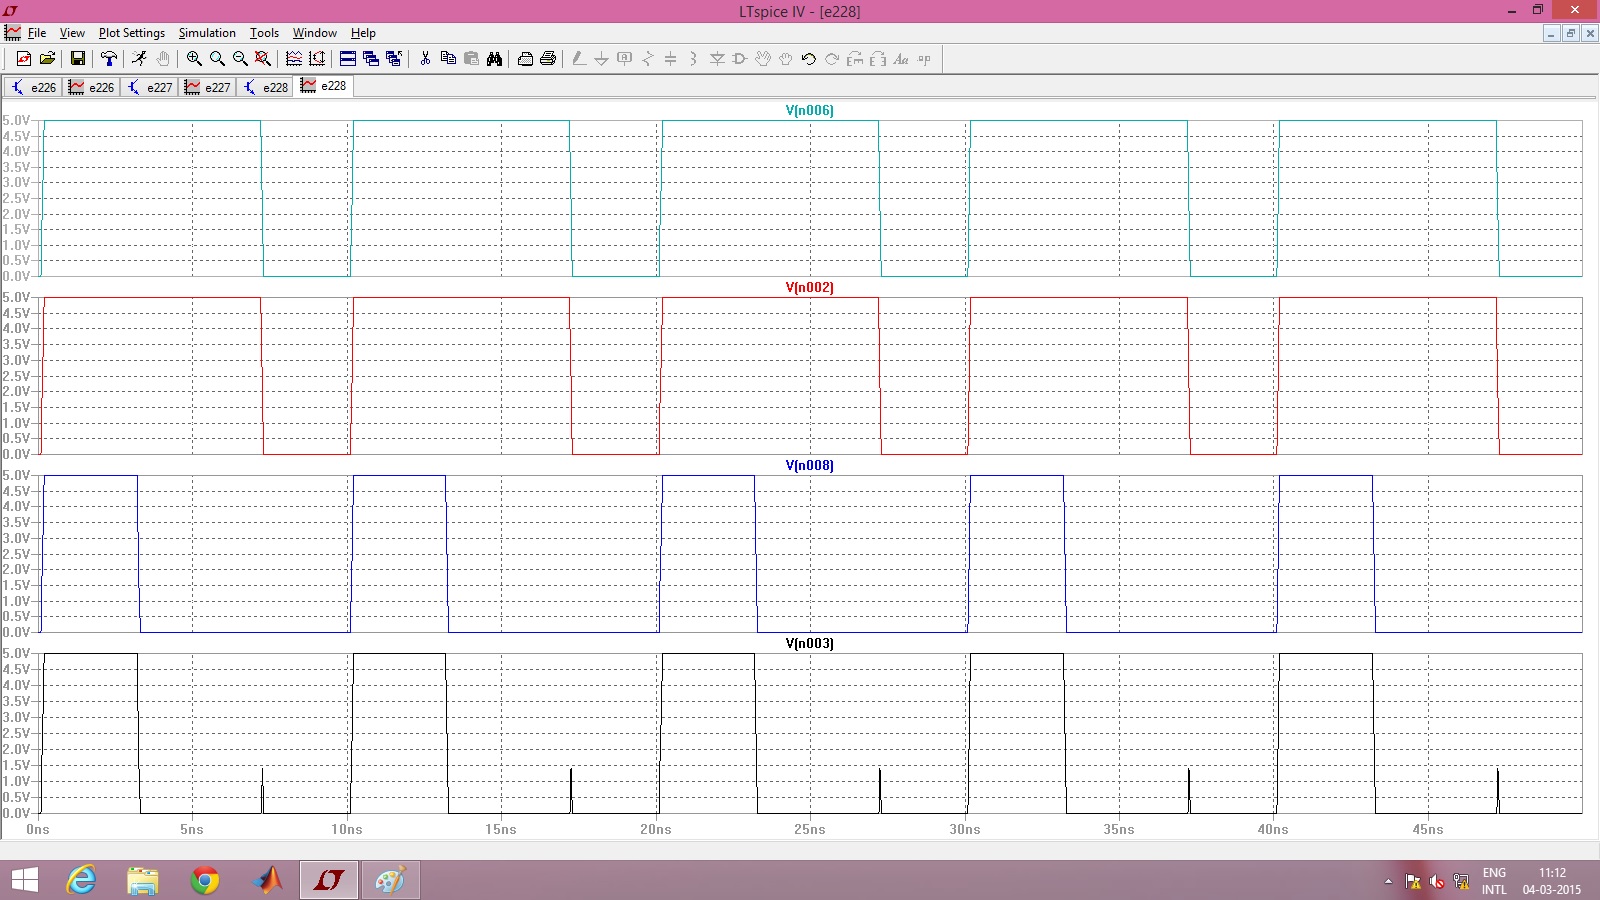 LTspice IV - [e228]
File View Plot Settings Simulation Tools Window Help
e226 e226 e227 e227 e228 e228
V(n006)
5.0V
4.5V
4.0V
3.5V
3.0V
2.5V
2.0V
1.5V
1.0V
0.5V
0.0V
V(n002)
5.0V
4.5V
4.0V
3.5V
3.0V
2.5V
2.0V
1.5V
1.0V
0.5V
0.0V
V(n008)
5.0V
4.5V
4.0V
3.5V
3.0V
2.5V
2.0V
1.5V
1.0V
0.5V
0.0V
V(n003)
5.0V
4.5V
4.0V
3.5V
3.0V
2.5V
2.0V
1.5V
1.0V
0.5V
0.0V
0ns 5ns 10ns 15ns 20ns 25ns 30ns 35ns 40ns 45ns
ENG 11:12
INTL 04-03-2015